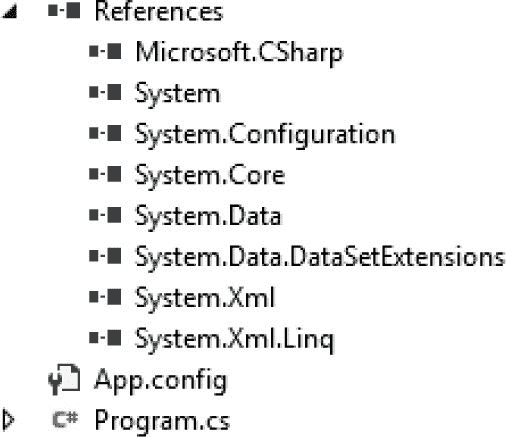 References
Microsoft.CSharp
System
System.Configuration
System.Core
System.Data
System.Data.DataSetExtensions
System.Xml
System.Xml.Linq
App.config
C# Program.cs